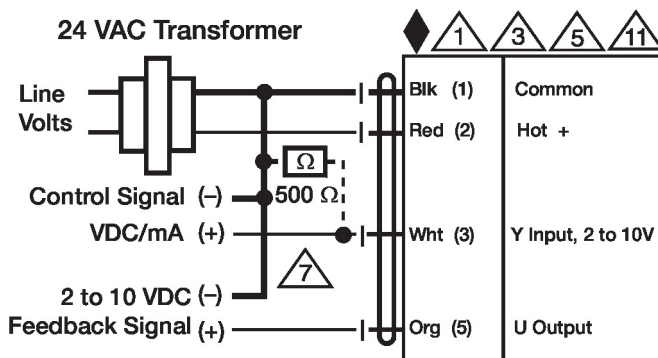 24 VAC Transformer
1 3 5 11
Line
Volts
Blk (1) Common
Red (2) Hot +
Ω
500 Ω
Control Signal (–)
VDC/mA (+)
Wht (3) Y Input, 2 to 10V
7
2 to 10 VDC (–)
Feedback Signal (+)
Org (5) U Output